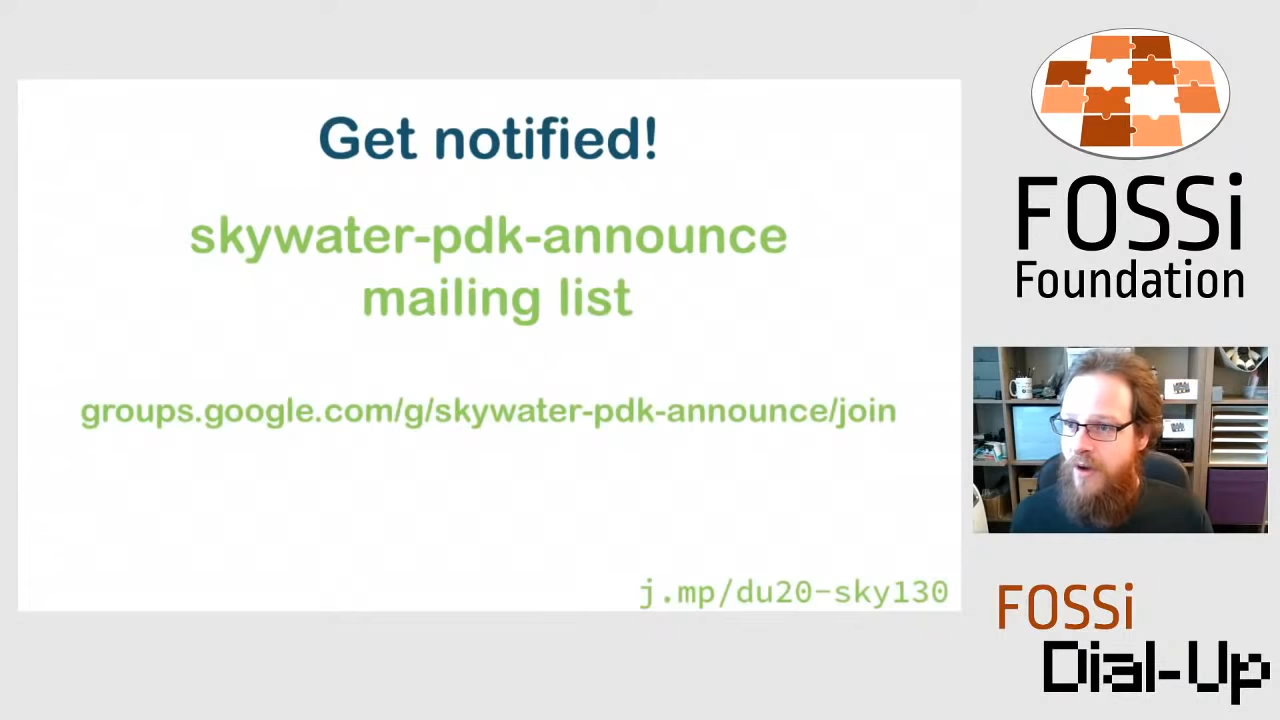 Get notified!
skywater-pdk-announce
mailing list
groups.google.com/g/skywater-pdk-announce/join
j.mp/du20-sky130
FOSSi
Foundation
FOSSi
Dial-Up